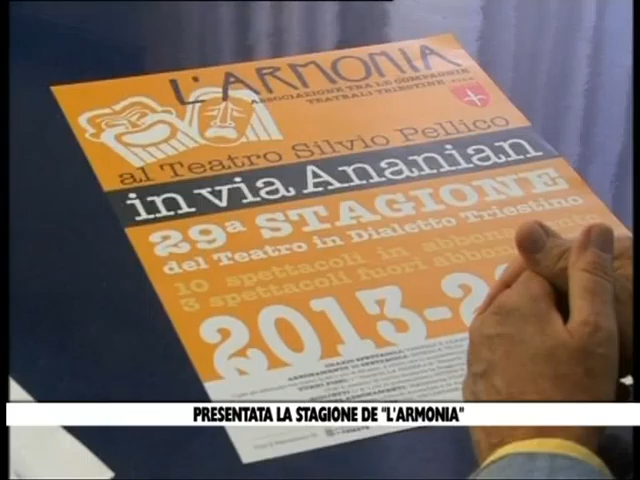 L'ARMONIA
ASSOCIAZIONE TRA LE COMPAGNIE
TEATRALI TRIESTINE
al Teatro Silvio Pellico
in via Ananian
29ª STAGIONE
del Teatro in Dialetto Triestino
10 spettacoli in abbonamento
3 spettacoli fuori
2013-2
PRESENTATA LA STAGIONE DE "L'ARMONIA"